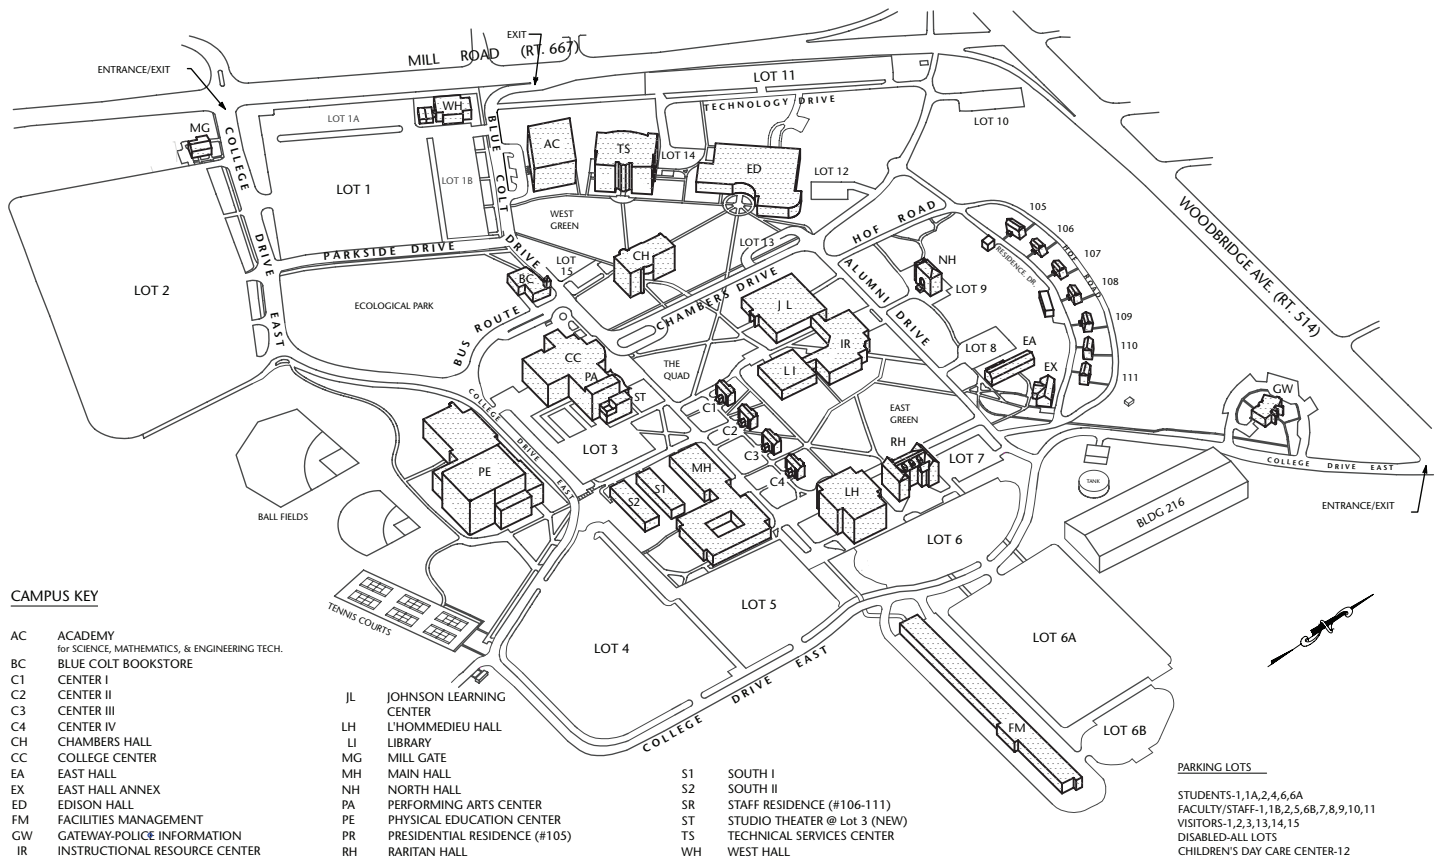 EXIT
MILL ROAD (RT. 667)
ENTRANCE/EXIT
LOT 11
TECHNOLOGY DRIVE
WH
LOT 1A
LOT 10
MG
COLLEGE DRIVE EAST
BLUE COLT DRIVE
AC
TS
LOT 14
ED
LOT 12
LOT 1
LOT 1B
WEST GREEN
HOF ROAD
105
106
107
108
109
110
111
HOF ROAD
RESIDENCE, DR.
WOODBRIDGE AVE. (RT. 514)
PARKSIDE DRIVE
LOT 13
LOT 15
CH
BC
NH
LOT 9
ALUMNI DRIVE
CHAMBERS DRIVE
LOT 2
ECOLOGICAL PARK
BUS ROUTE
J L
IR
L I
CC
PA
ST
THE QUAD
LOT 8
EA
EX
GW
C1
C2
C3
C4
EAST GREEN
RH
LOT 7
COLLEGE DRIVE EAST
LOT 3
PE
MH
S1
S2
LH
COLLEGE DRIVE EAST
TANK
BLDG 216
ENTRANCE/EXIT
BALL FIELDS
LOT 6
TENNIS COURTS
LOT 5
LOT 4
LOT 6A
COLLEGE DRIVE EAST
FM
LOT 6B
CAMPUS KEY
AC ACADEMY
for SCIENCE, MATHEMATICS, & ENGINEERING TECH.
BC BLUE COLT BOOKSTORE
C1 CENTER I
C2 CENTER II
C3 CENTER III
C4 CENTER IV
CH CHAMBERS HALL
CC COLLEGE CENTER
EA EAST HALL
EX EAST HALL ANNEX
ED EDISON HALL
FM FACILITIES MANAGEMENT
GW GATEWAY-POLICE INFORMATION
IR INSTRUCTIONAL RESOURCE CENTER
JL JOHNSON LEARNING
CENTER
LH L'HOMMEDIEU HALL
LI LIBRARY
MG MILL GATE
MH MAIN HALL
NH NORTH HALL
PA PERFORMING ARTS CENTER
PE PHYSICAL EDUCATION CENTER
PR PRESIDENTIAL RESIDENCE (#105)
RH RARITAN HALL
S1 SOUTH I
S2 SOUTH II
SR STAFF RESIDENCE (#106-111)
ST STUDIO THEATER @ Lot 3 (NEW)
TS TECHNICAL SERVICES CENTER
WH WEST HALL
PARKING LOTS
STUDENTS-1,1A,2,4,6,6A
FACULTY/STAFF-1,1B,2,5,6B,7,8,9,10,11
VISITORS-1,2,3,13,14,15
DISABLED-ALL LOTS
CHILDREN'S DAY CARE CENTER-12